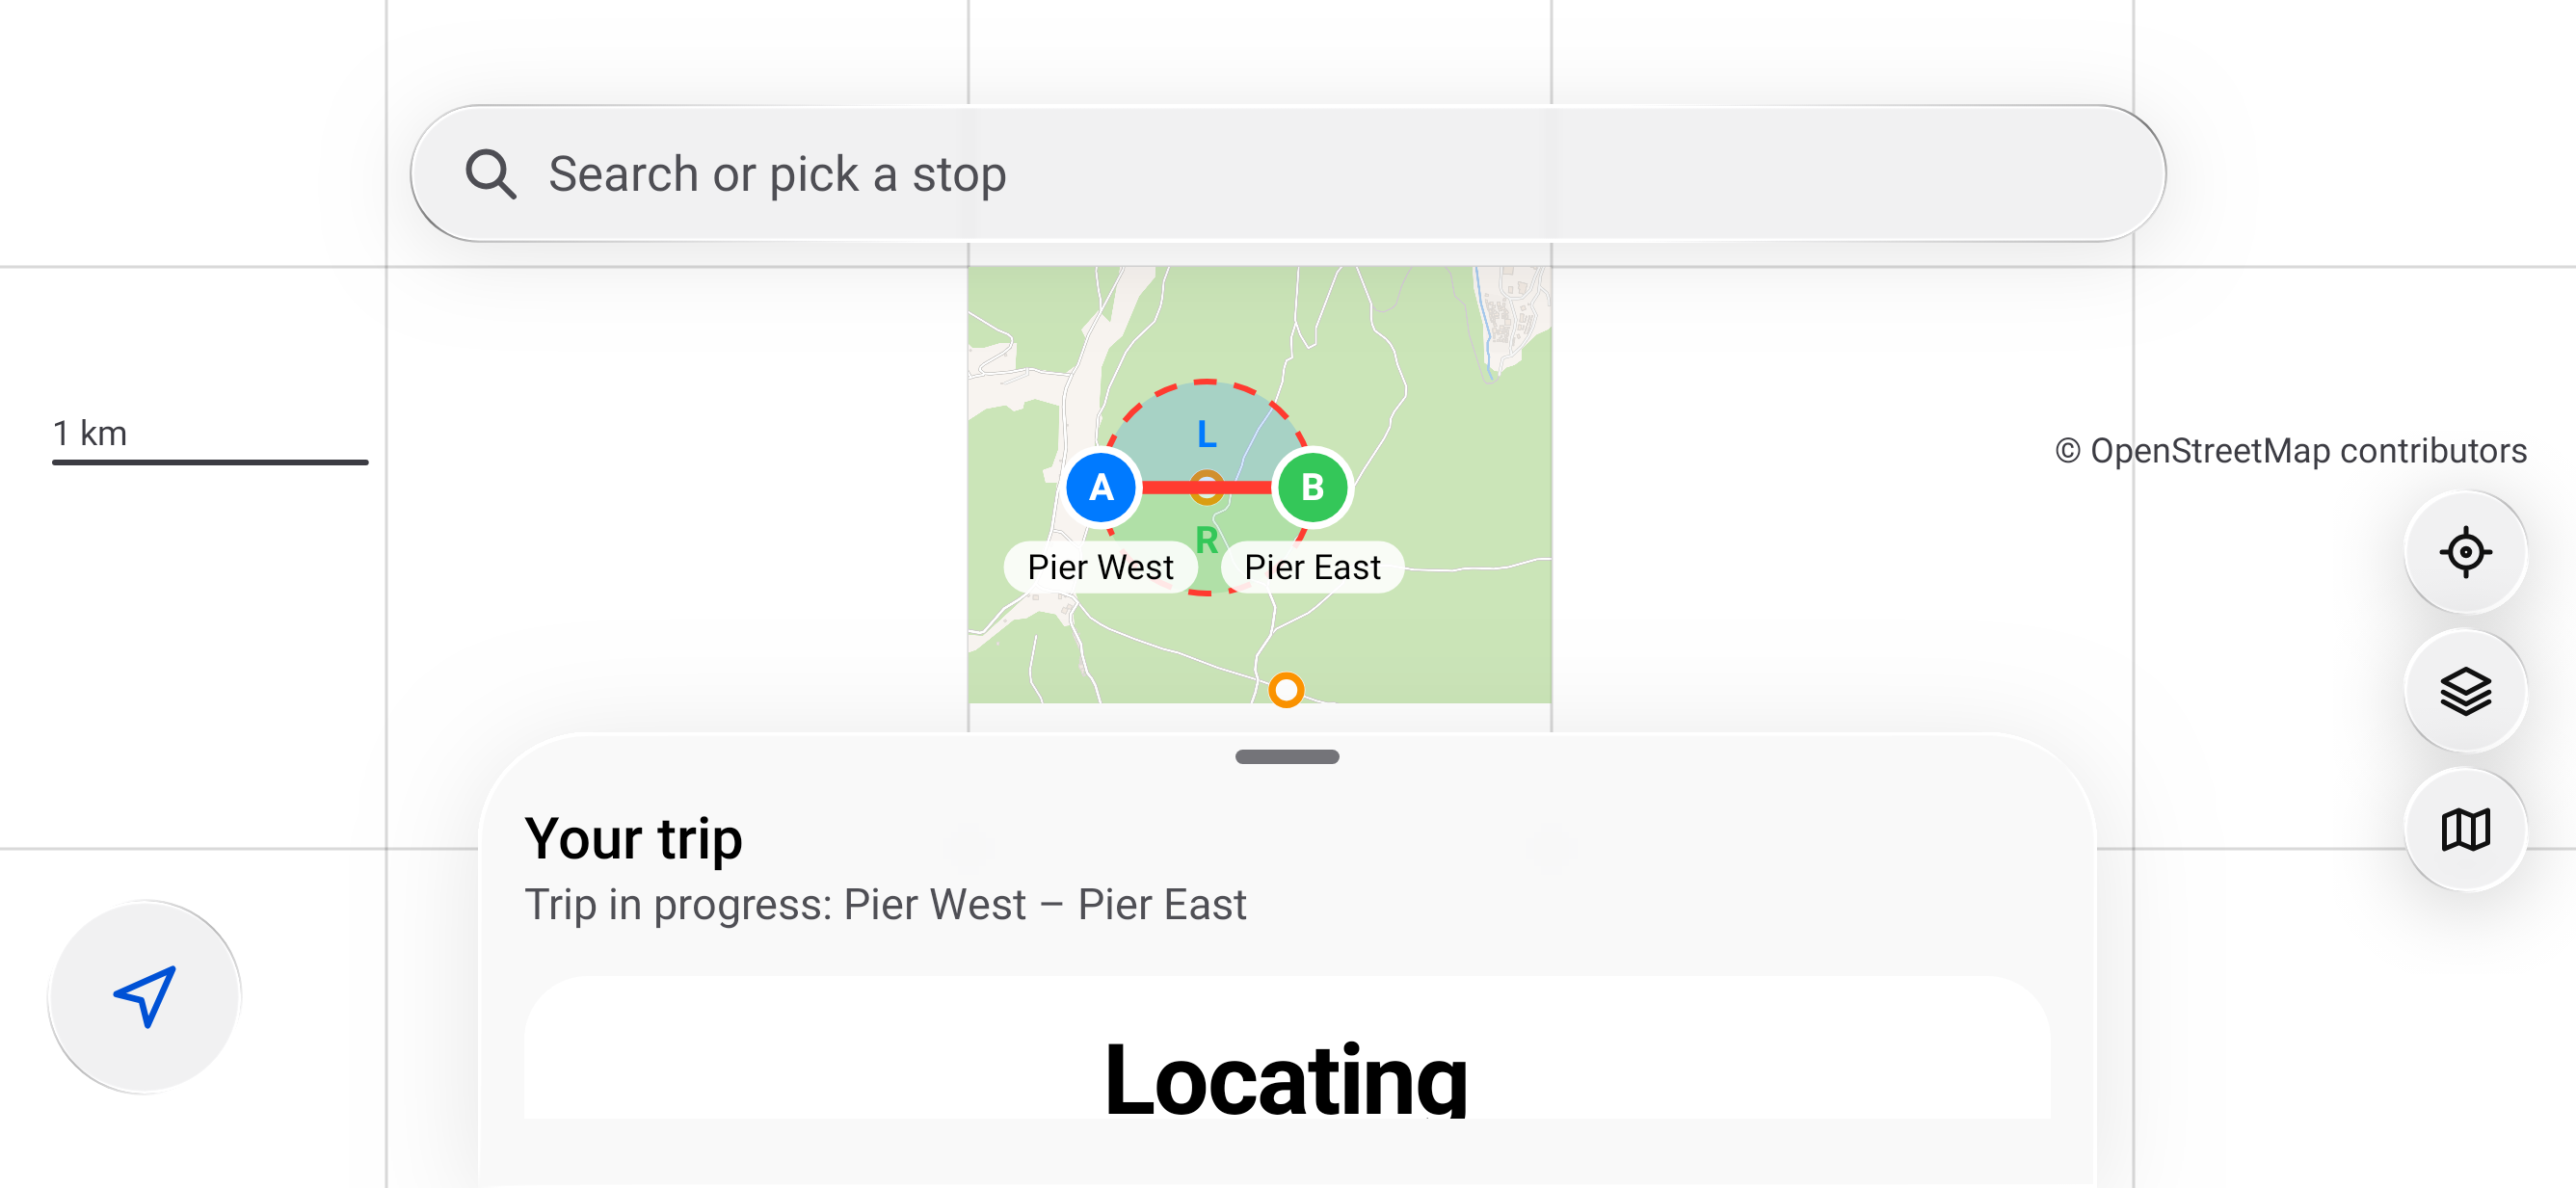 Search or pick a stop
1 km
© OpenStreetMap contributors
L
A
B
R
Pier West
Pier East
Your trip
Trip in progress: Pier West – Pier East
Locating